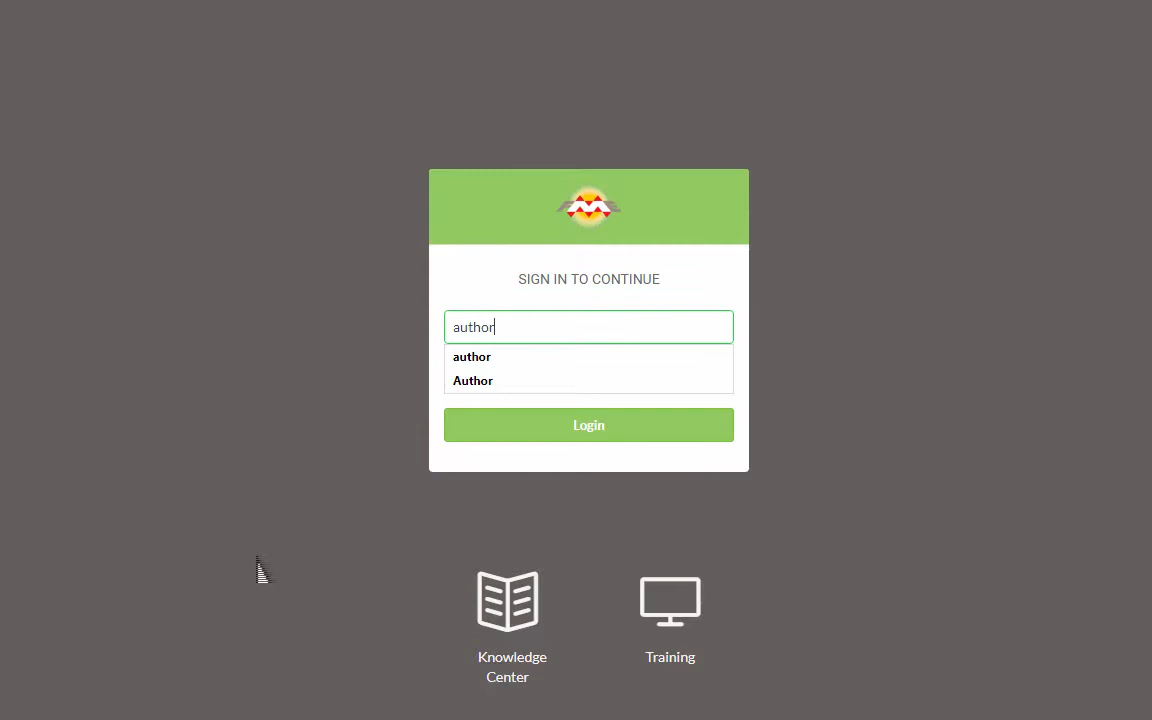 SIGN IN TO CONTINUE
author
author
Author
Login
Knowledge
Center
Training